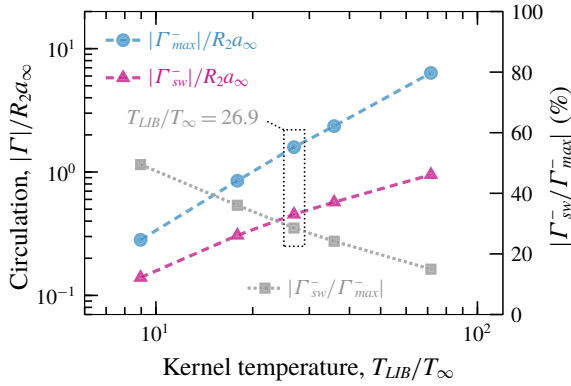 |Γ⁻max|/R₂a∞
|Γ⁻sw|/R₂a∞
T_LIB/T∞ = 26.9
|Γ⁻sw/Γ⁻max|
Circulation, |Γ|/R₂a∞
10¹
10⁰
10⁻¹
|Γ⁻sw/Γ⁻max| (%)
100
80
60
40
20
0
10¹
10²
Kernel temperature, T_LIB/T∞